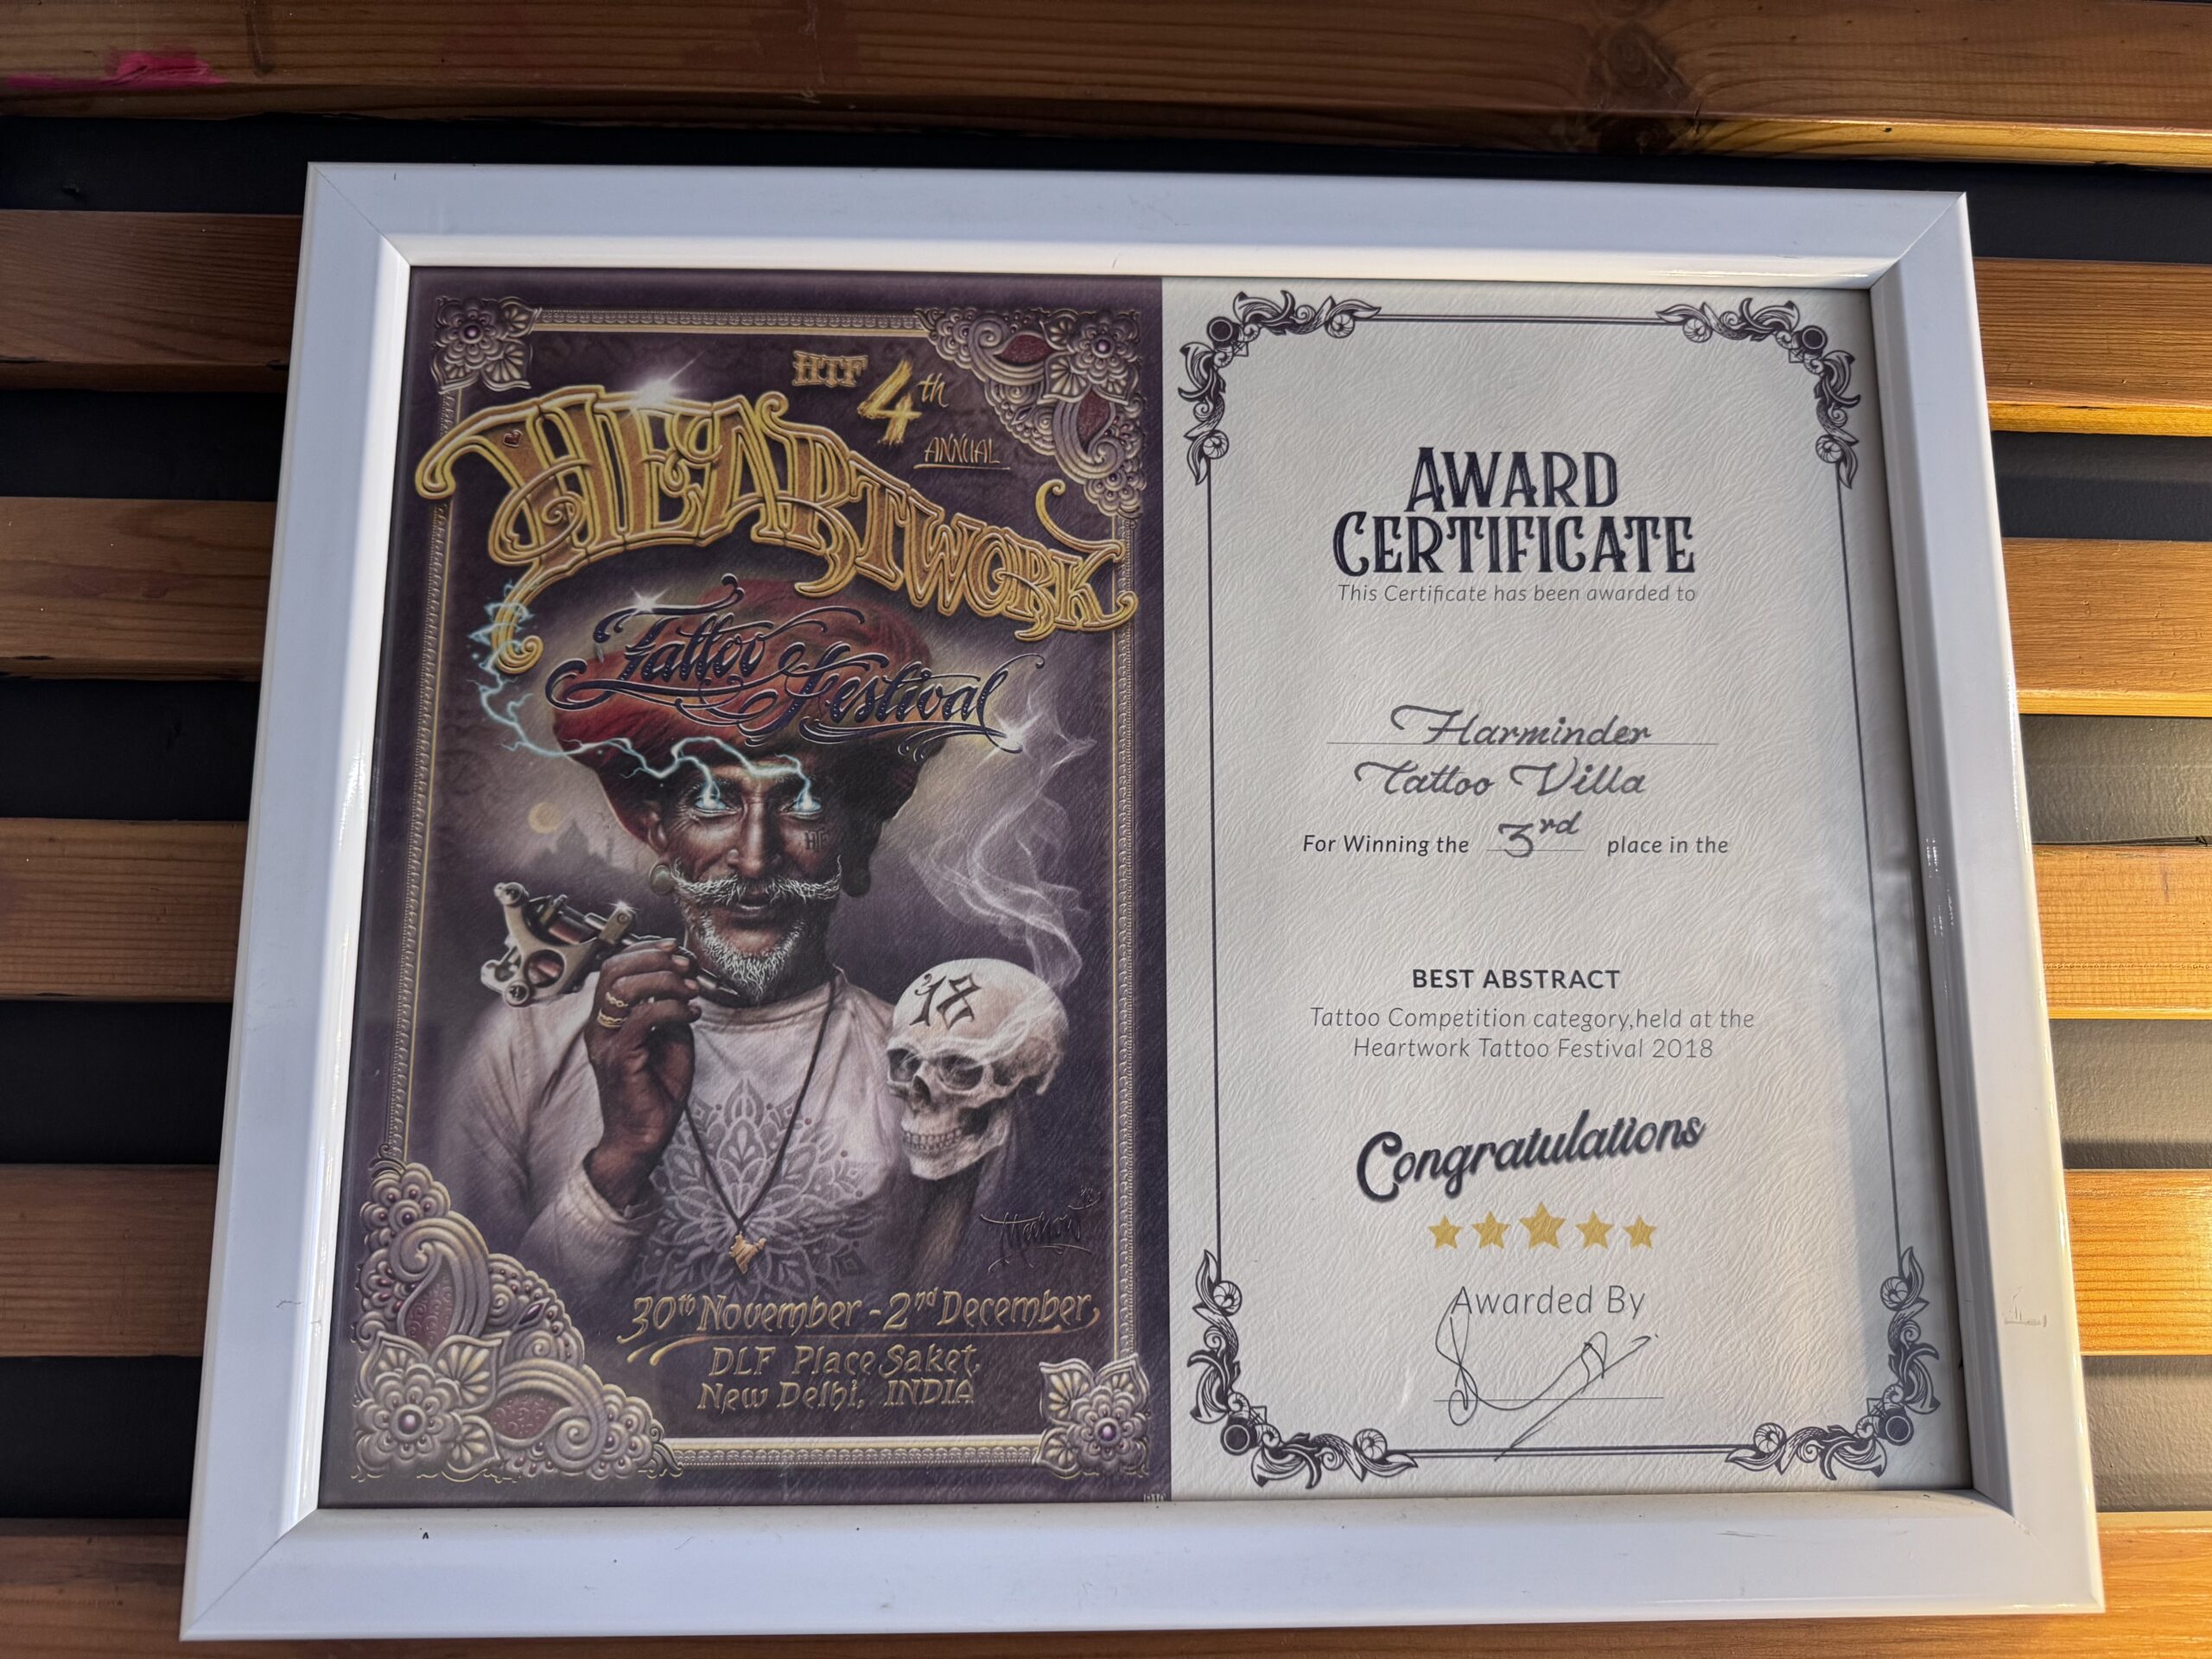 HTF 4th
ANNUAL
HEARTWORK
Tattoo Festival
HTF
'18
30th November - 2nd December,
DLF Place Saket,
New Delhi, INDIA
AWARD
CERTIFICATE
This Certificate has been awarded to
Harminder
Tattoo Villa
For Winning the 3rd place in the
BEST ABSTRACT
Tattoo Competition category,held at the
Heartwork Tattoo Festival 2018
Congratulations
Awarded By